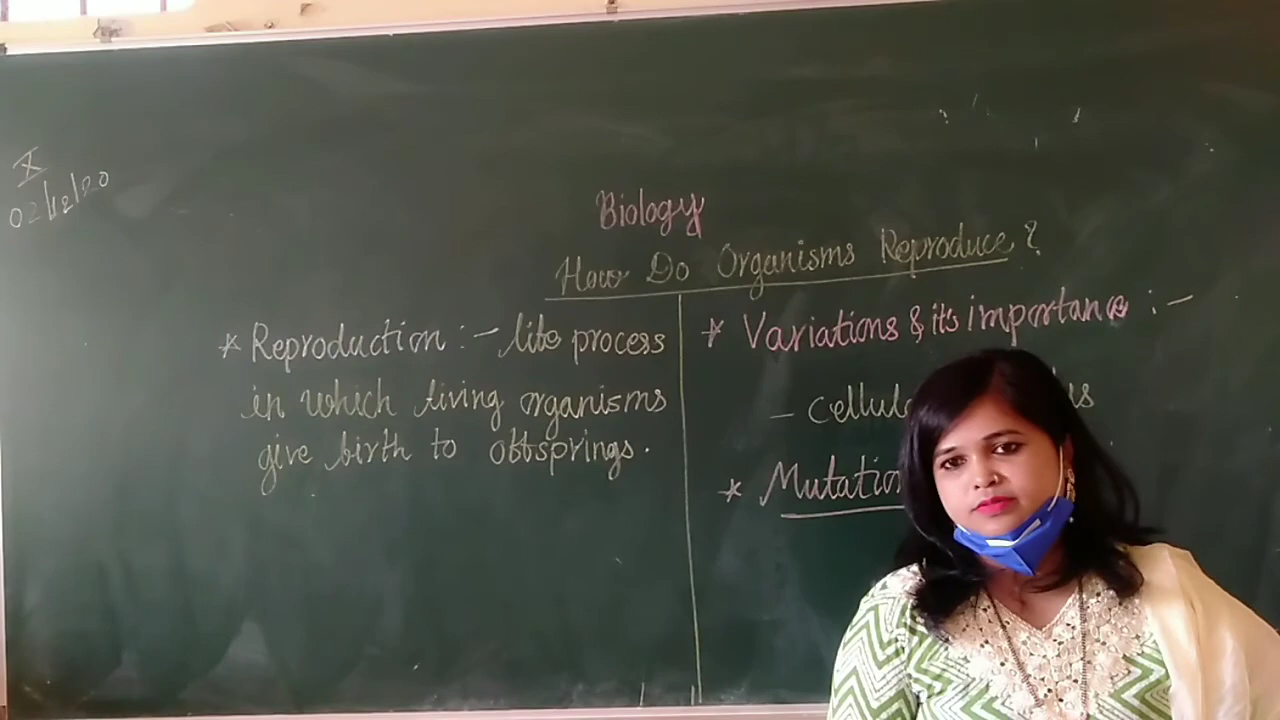 X
02/12/20
Biology
How Do Organisms Reproduce ?
* Reproduction :- life process
in which living organisms
give birth to offsprings.
* Variations & it's importance :-
- Cellul
* Mutation